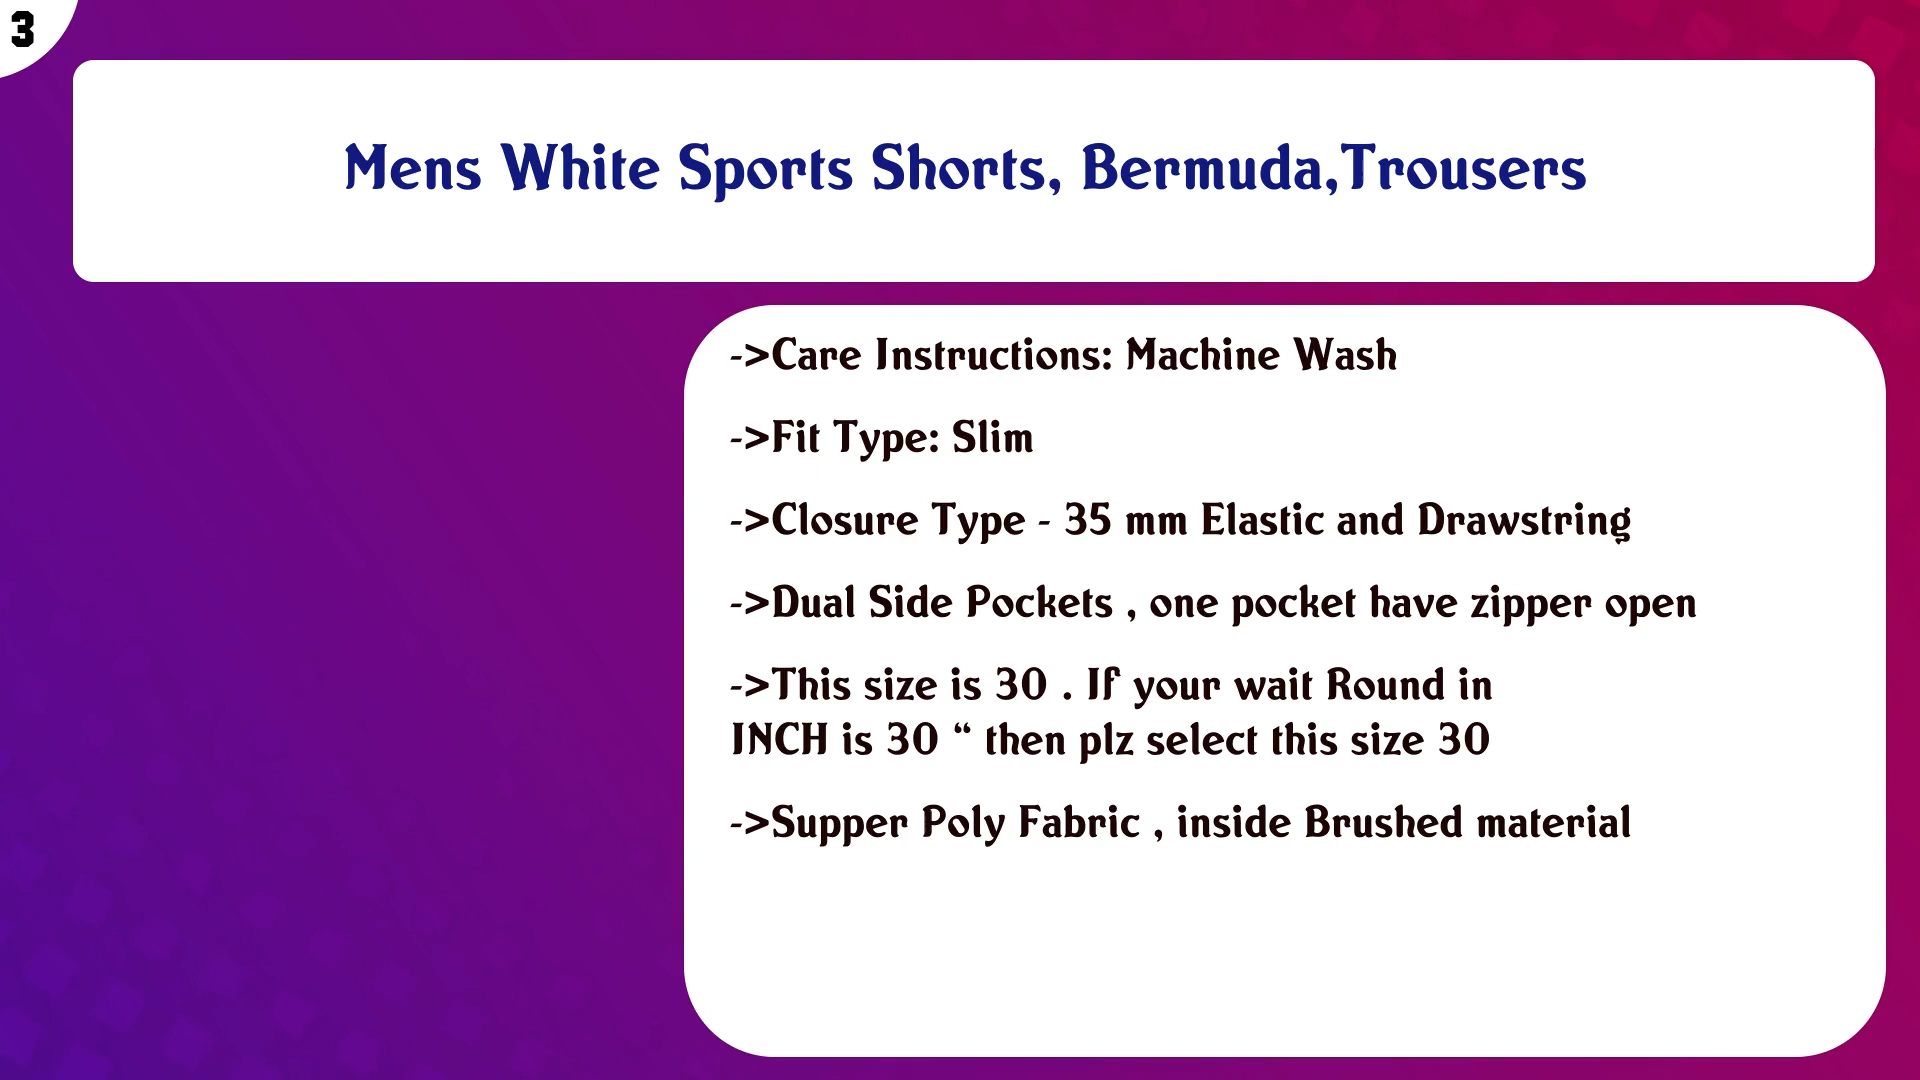 3
Mens White Sports Shorts, Bermuda,Trousers
->Care Instructions: Machine Wash
->Fit Type: Slim
->Closure Type - 35 mm Elastic and Drawstring
->Dual Side Pockets , one pocket have zipper open
->This size is 30 . If your wait Round in
INCH is 30 “ then plz select this size 30
->Supper Poly Fabric , inside Brushed material